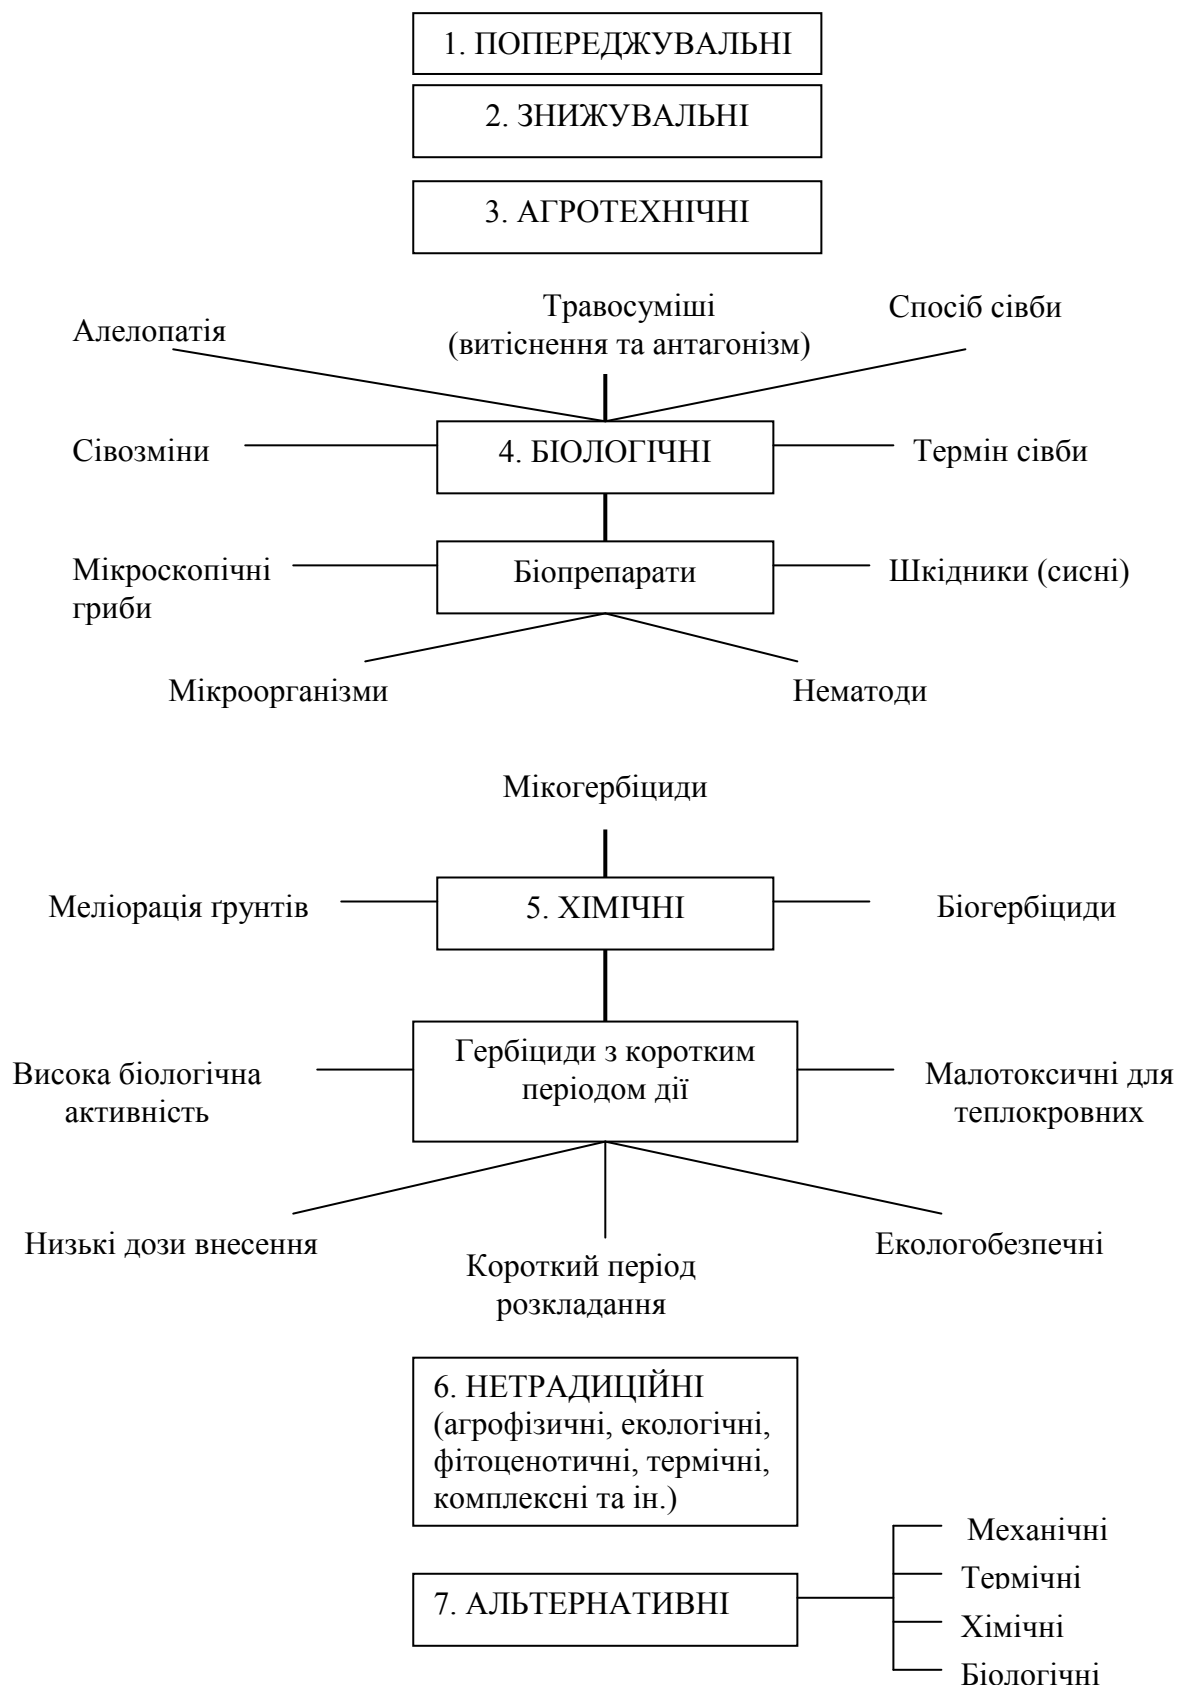 1. ПОПЕРЕДЖУВАЛЬНІ
2. ЗНИЖУВАЛЬНІ
3. АГРОТЕХНІЧНІ
Алелопатія
Травосуміші
(витіснення та антагонізм)
Спосіб сівби
Сівозміни
4. БІОЛОГІЧНІ
Термін сівби
Мікроскопічні
гриби
Біопрепарати
Шкідники (сисні)
Мікроорганізми
Нематоди
Мікогербіциди
Меліорація ґрунтів
5. ХІМІЧНІ
Біогербіциди
Висока біологічна
активність
Гербіциди з коротким
періодом дії
Малотоксичні для
теплокровних
Низькі дози внесення
Короткий період
розкладання
Екологобезпечні
6. НЕТРАДИЦІЙНІ
(агрофізичні, екологічні,
фітоценотичні, термічні,
комплексні та ін.)
7. АЛЬТЕРНАТИВНІ
Механічні
Термічні
Хімічні
Біологічні